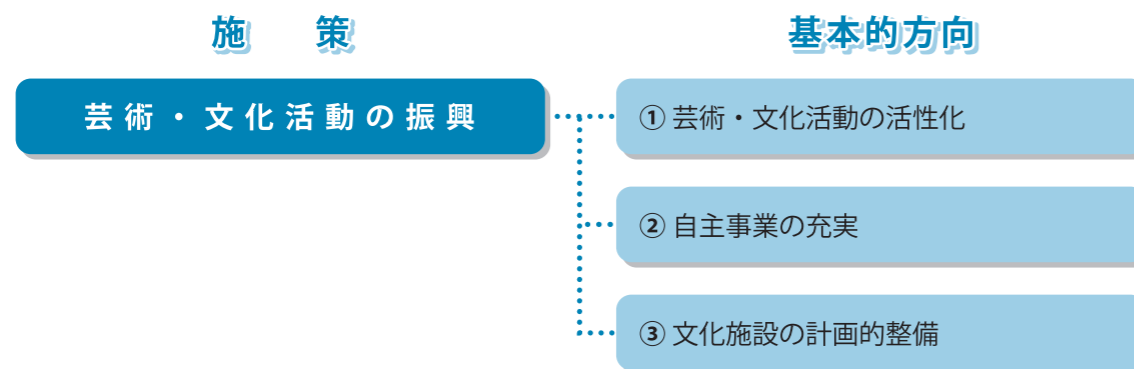 施　策
基本的方向
芸術・文化活動の振興
① 芸術・文化活動の活性化
② 自主事業の充実
③ 文化施設の計画的整備